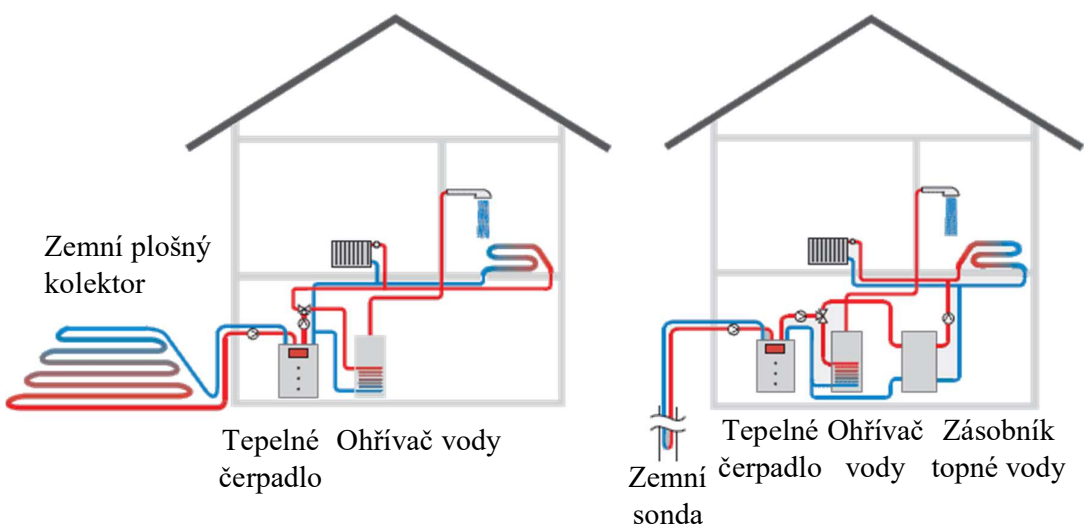 Zemní plošný
kolektor
Tepelné
čerpadlo
Ohřívač vody
Zemní
sonda
Tepelné
čerpadlo
Ohřívač
vody
Zásobník
topné vody